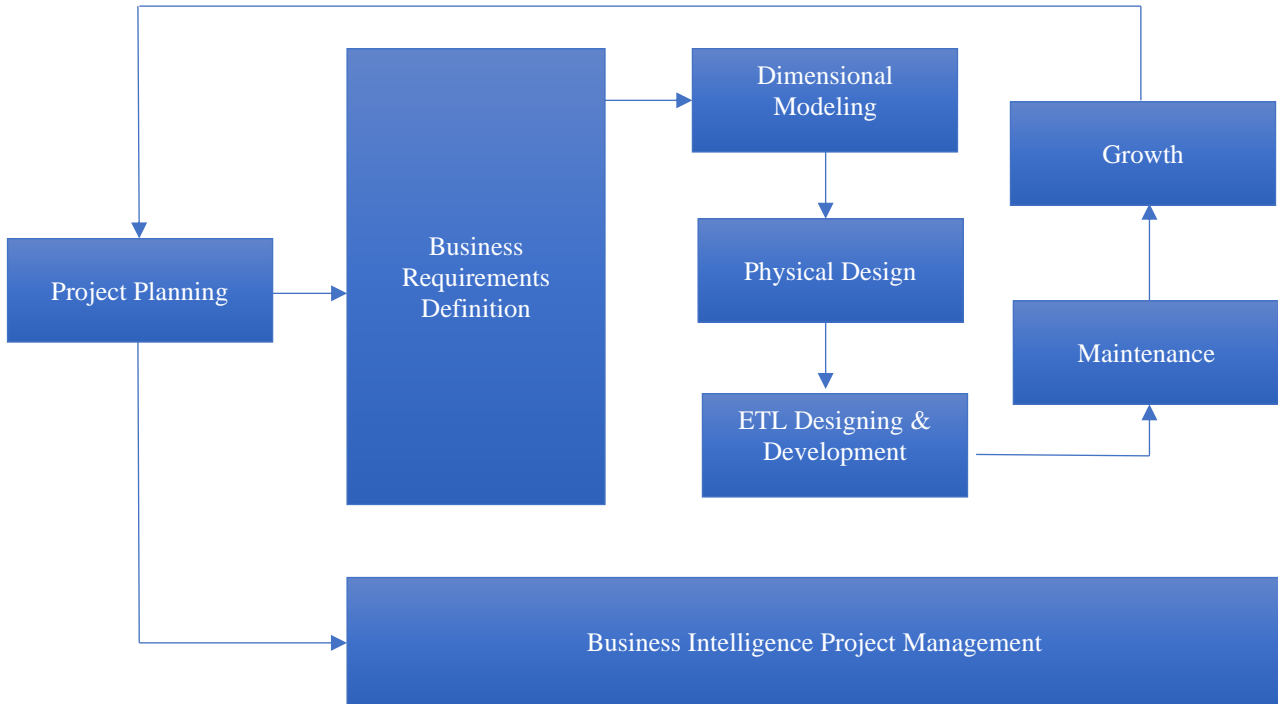 Project Planning
Business
Requirements
Definition
Dimensional
Modeling
Physical Design
ETL Designing &
Development
Growth
Maintenance
Business Intelligence Project Management